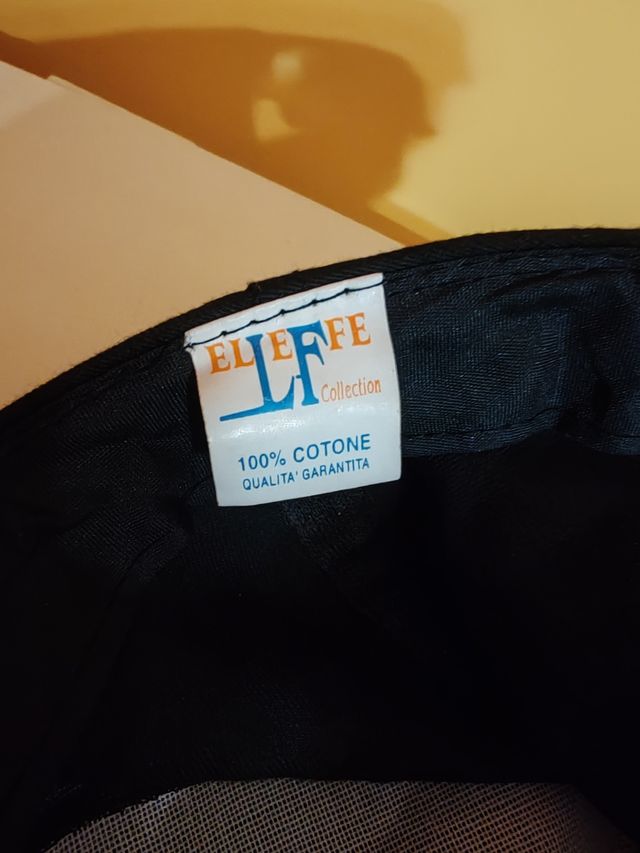 ELLEFFE
LF
Collection
100% COTONE
QUALITA' GARANTITA